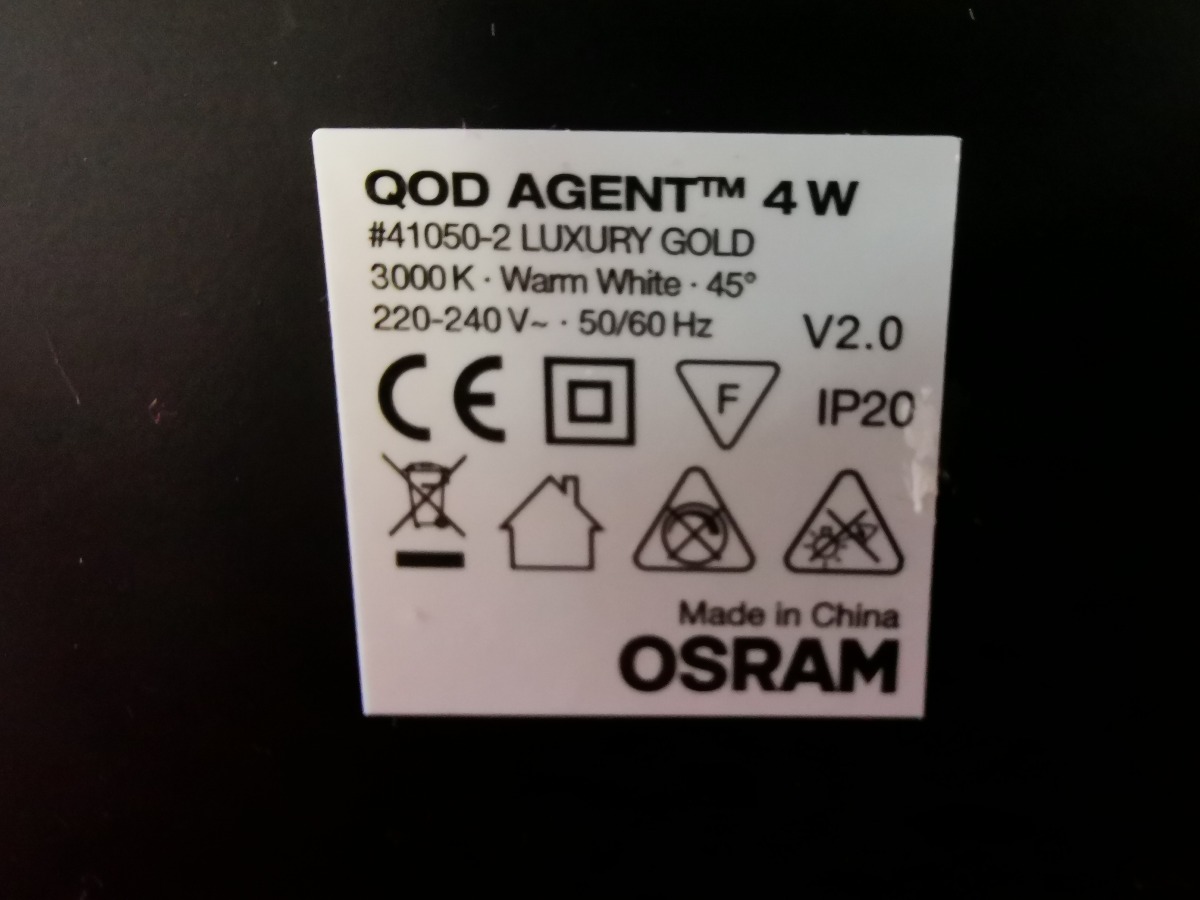 QOD AGENT™ 4 W
#41050-2 LUXURY GOLD
3000 K · Warm White · 45°
220-240 V~ · 50/60 Hz
V2.0
CE
F
IP20
Made in China
OSRAM